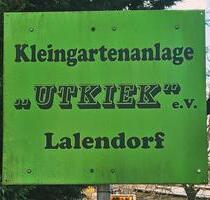 Kleingartenanlage
„UTKIEK” e.V.
Lalendorf